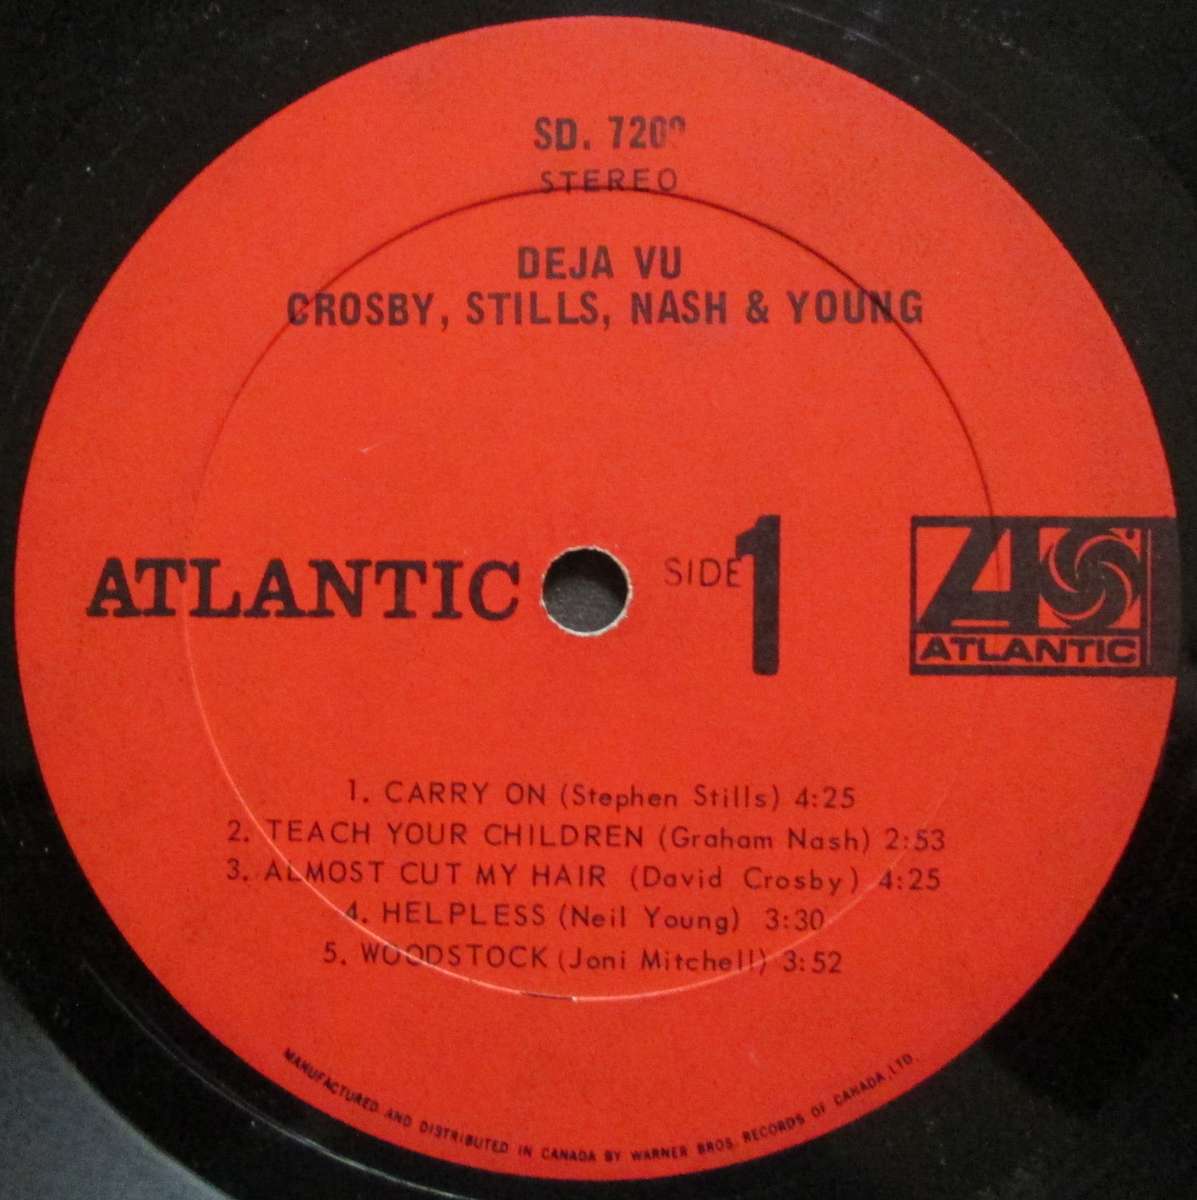 SD. 7200
STEREO
DEJA VU
CROSBY, STILLS, NASH & YOUNG
ATLANTIC
SIDE 1
ATLANTIC
1. CARRY ON (Stephen Stills) 4:25
2. TEACH YOUR CHILDREN (Graham Nash) 2:53
3. ALMOST CUT MY HAIR (David Crosby) 4:25
4. HELPLESS (Neil Young) 3:30
5. WOODSTOCK (Joni Mitchell) 3:52
MANUFACTURED AND DISTRIBUTED IN CANADA BY WARNER BROS. RECORDS OF CANADA, LTD.